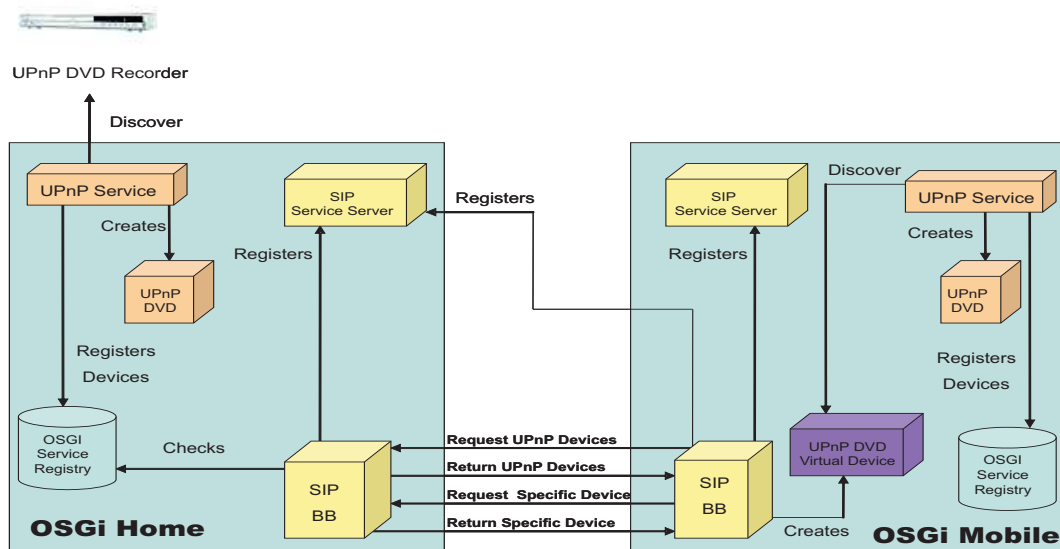 UPnP DVD Recorder
Discover
UPnP Service
Creates
UPnP
DVD
Registers
Devices
OSGI
Service
Registry
Checks
SIP
Service Server
Registers
SIP
BB
OSGi Home
Registers
Request UPnP Devices
Return UPnP Devices
Request Specific Device
Return Specific Device
SIP
Service Server
Registers
SIP
BB
Creates
UPnP DVD
Virtual Device
Discover
UPnP Service
Creates
UPnP
DVD
Registers
Devices
OSGI
Service
Registry
OSGi Mobile